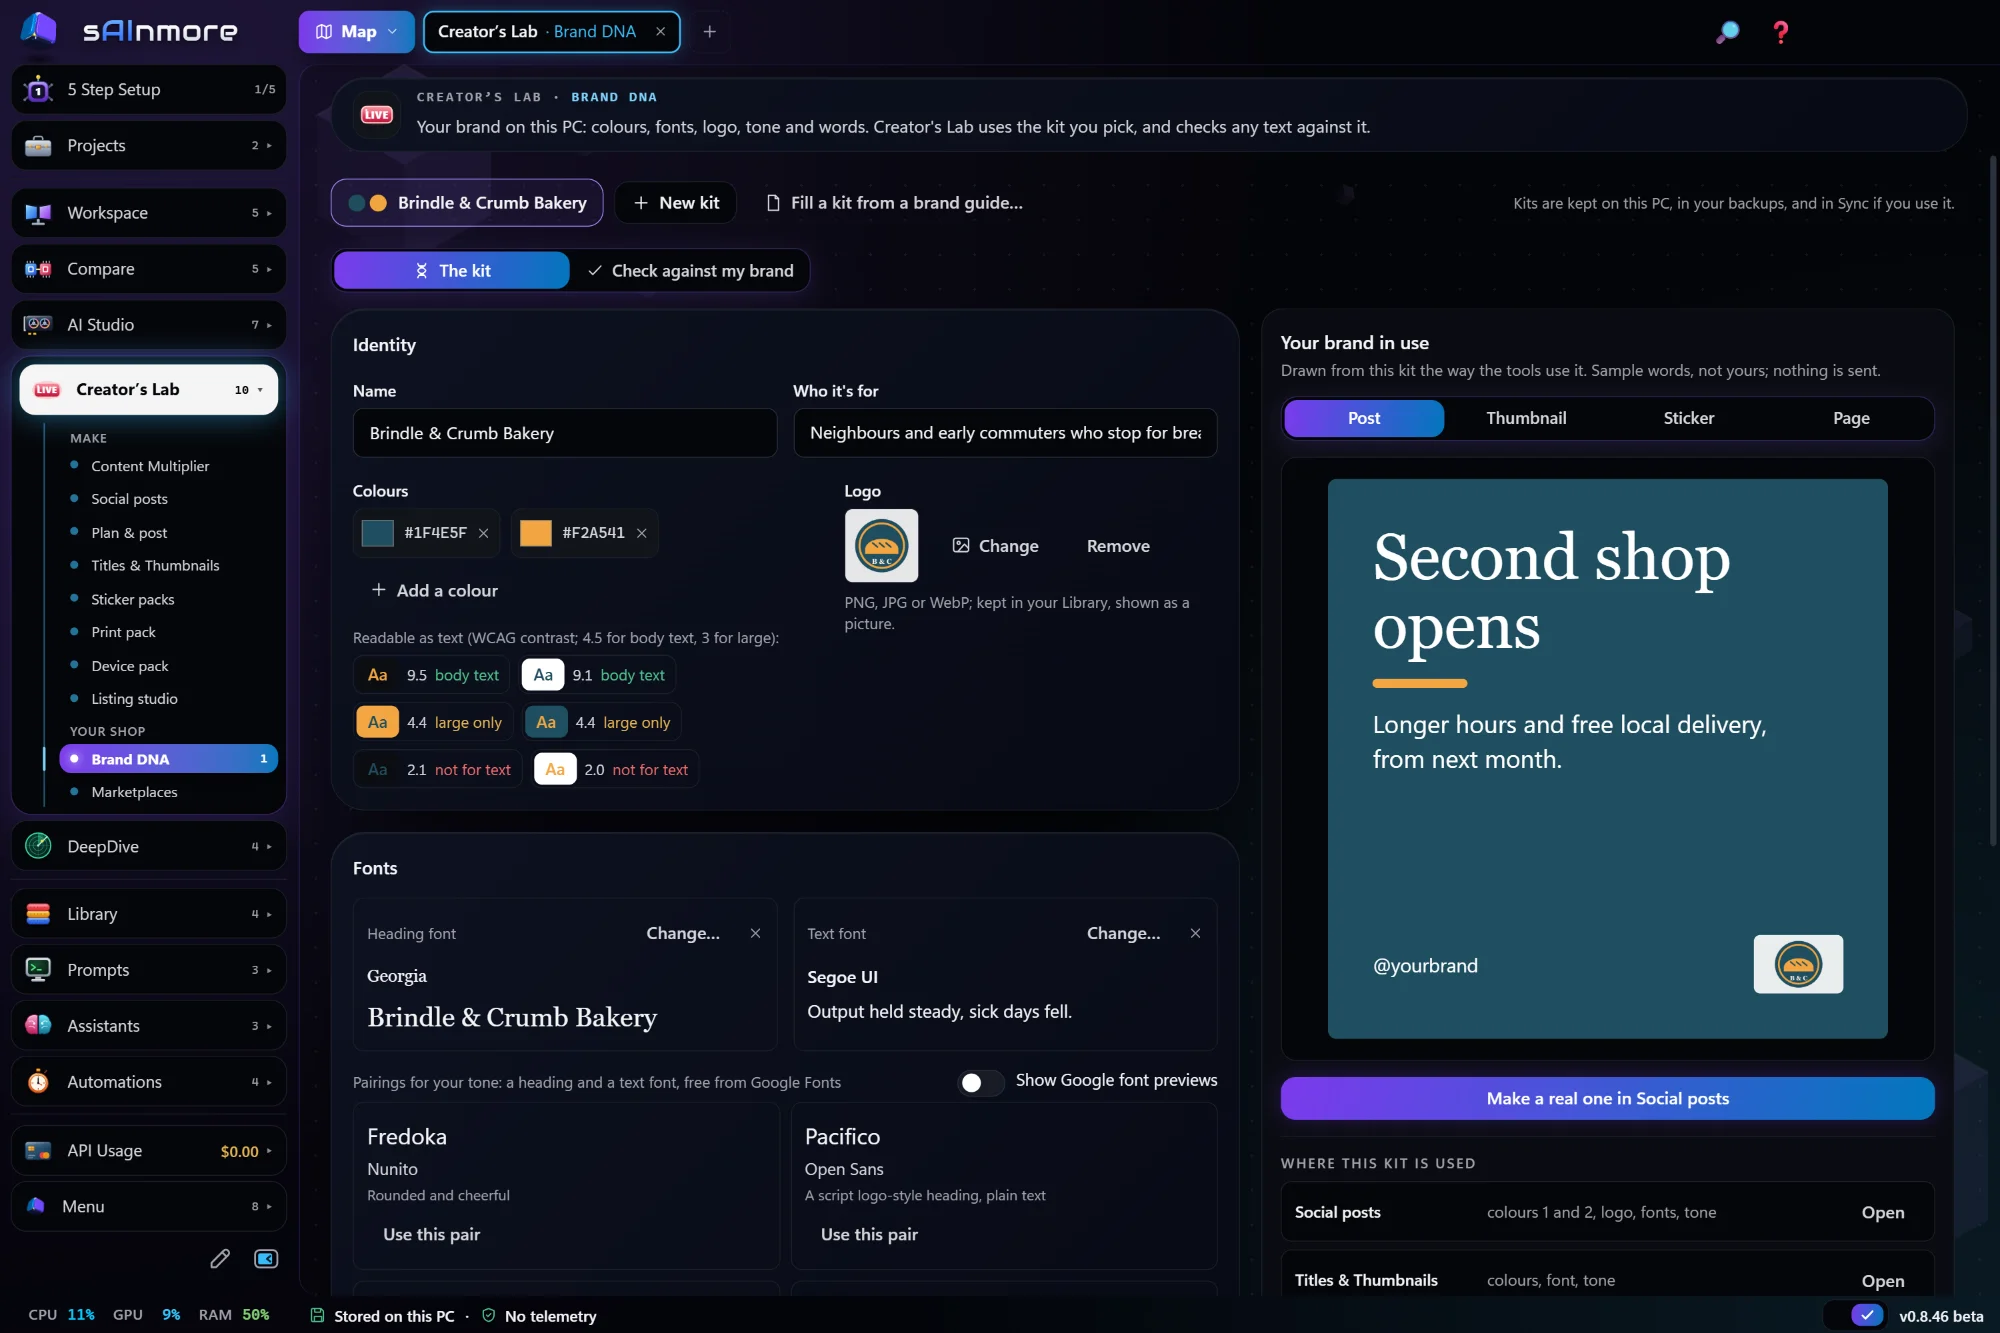 sAInmore
Map
Creator's Lab · Brand DNA
5 Step Setup 1/5
Projects 2
Workspace 5
Compare 5
AI Studio 7
LIVE Creator's Lab 10
MAKE
Content Multiplier
Social posts
Plan & post
Titles & Thumbnails
Sticker packs
Print pack
Device pack
Listing studio
YOUR SHOP
Brand DNA 1
Marketplaces
DeepDive 4
Library 4
Prompts 3
Assistants 3
Automations 4
API Usage $0.00
Menu 8
CPU 11% GPU 9% RAM 50%
LIVE
CREATOR'S LAB · BRAND DNA
Your brand on this PC: colours, fonts, logo, tone and words. Creator's Lab uses the kit you pick, and checks any text against it.
Brindle & Crumb Bakery
New kit
Fill a kit from a brand guide...
Kits are kept on this PC, in your backups, and in Sync if you use it.
The kit
Check against my brand
Identity
Name
Brindle & Crumb Bakery
Who it's for
Neighbours and early commuters who stop for brea
Colours
#1F4E5F
#F2A541
Add a colour
Logo
B & C
Change
Remove
PNG, JPG or WebP; kept in your Library, shown as a
picture.
Readable as text (WCAG contrast; 4.5 for body text, 3 for large):
Aa 9.5 body text
Aa 9.1 body text
Aa 4.4 large only
Aa 4.4 large only
Aa 2.1 not for text
Aa 2.0 not for text
Fonts
Heading font Change...
Georgia
Brindle & Crumb Bakery
Text font Change...
Segoe UI
Output held steady, sick days fell.
Pairings for your tone: a heading and a text font, free from Google Fonts
Show Google font previews
Fredoka
Nunito
Rounded and cheerful
Use this pair
Pacifico
Open Sans
A script logo-style heading, plain text
Use this pair
Your brand in use
Drawn from this kit the way the tools use it. Sample words, not yours; nothing is sent.
Post
Thumbnail
Sticker
Page
Second shop
opens
Longer hours and free local delivery,
from next month.
@yourbrand
B & C
Make a real one in Social posts
WHERE THIS KIT IS USED
Social posts colours 1 and 2, logo, fonts, tone Open
Titles & Thumbnails colours, font, tone Open
Stored on this PC · No telemetry
v0.8.46 beta